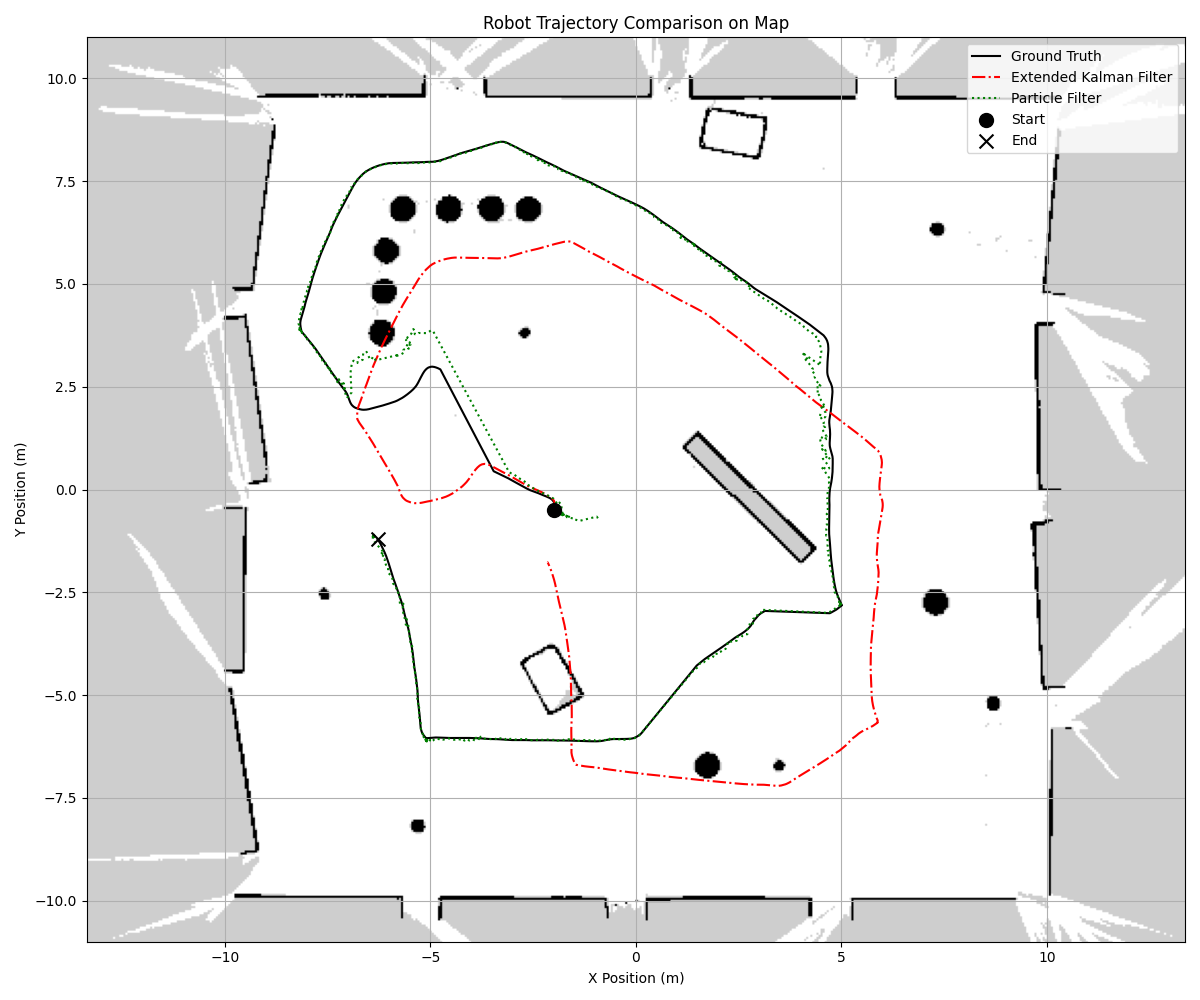 Robot Trajectory Comparison on Map
Ground Truth
Extended Kalman Filter
Particle Filter
Start
End
10.0
7.5
5.0
2.5
0.0
−2.5
−5.0
−7.5
−10.0
Y Position (m)
−10
−5
0
5
10
X Position (m)